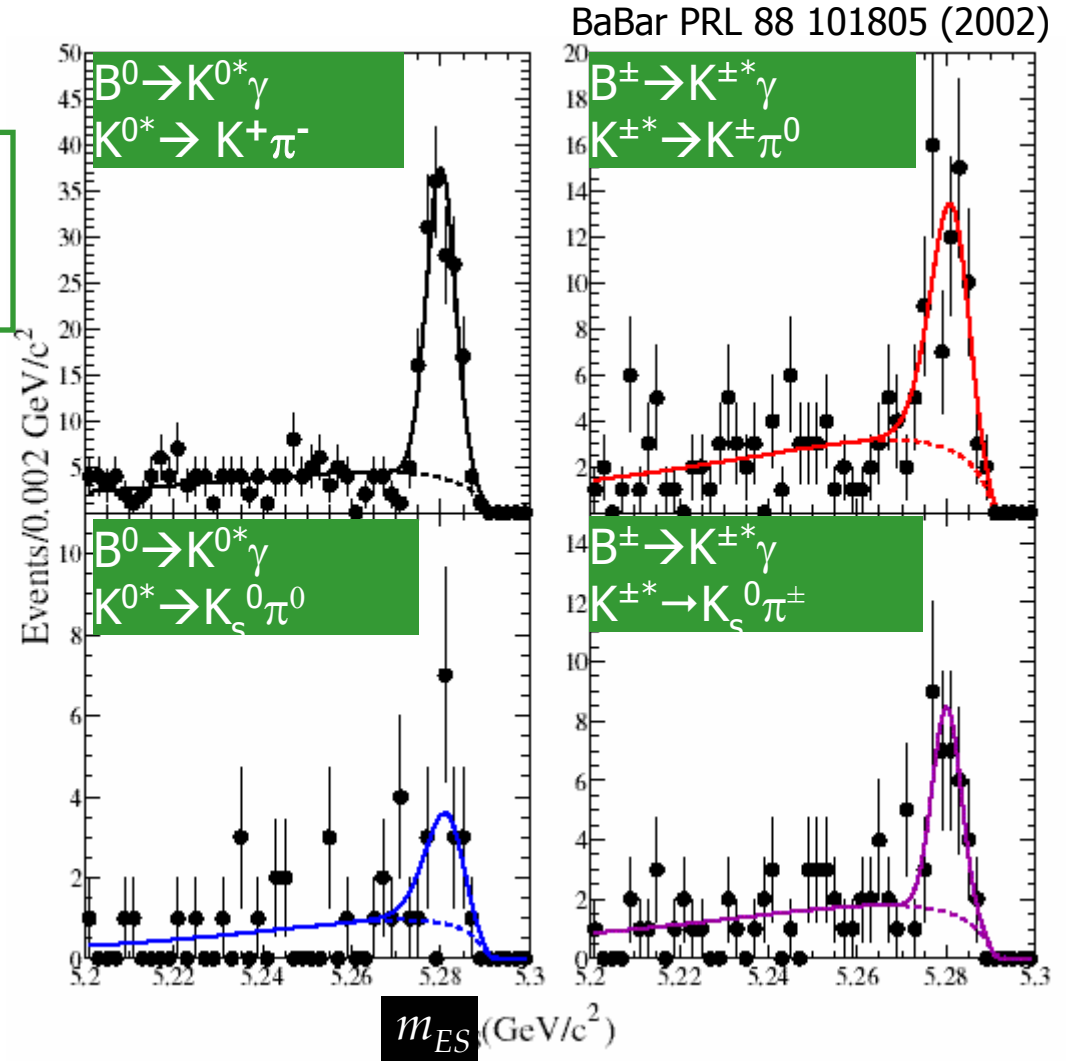 BaBar PRL 88 101805 (2002)
B⁰→K⁰*γ
K⁰*→ K⁺π⁻
B±→K±*γ
K±*→K±π⁰
50
45
40
35
30
25
20
15
10
5
20
18
16
14
12
10
8
6
4
2
0
Events/0.002 GeV/c²
B⁰→K⁰*γ
K⁰*→Kₛ⁰π⁰
B±→K±*γ
K±*→Kₛ⁰π±
10
8
6
4
2
0
14
12
10
8
6
4
2
0
5,2 5,22 5,24 5,26 5,28 5,3
5,2 5,22 5,24 5,26 5,28 5,3
m_ES (GeV/c²)